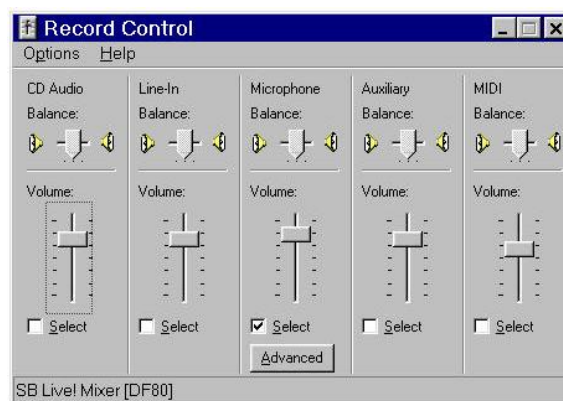 Record Control
Options Help
CD Audio Line-In Microphone Auxiliary MIDI
Balance: Balance: Balance: Balance: Balance:
Volume: Volume: Volume: Volume: Volume:
Select Select Select Select Select
Advanced
SB Live! Mixer [DF80]